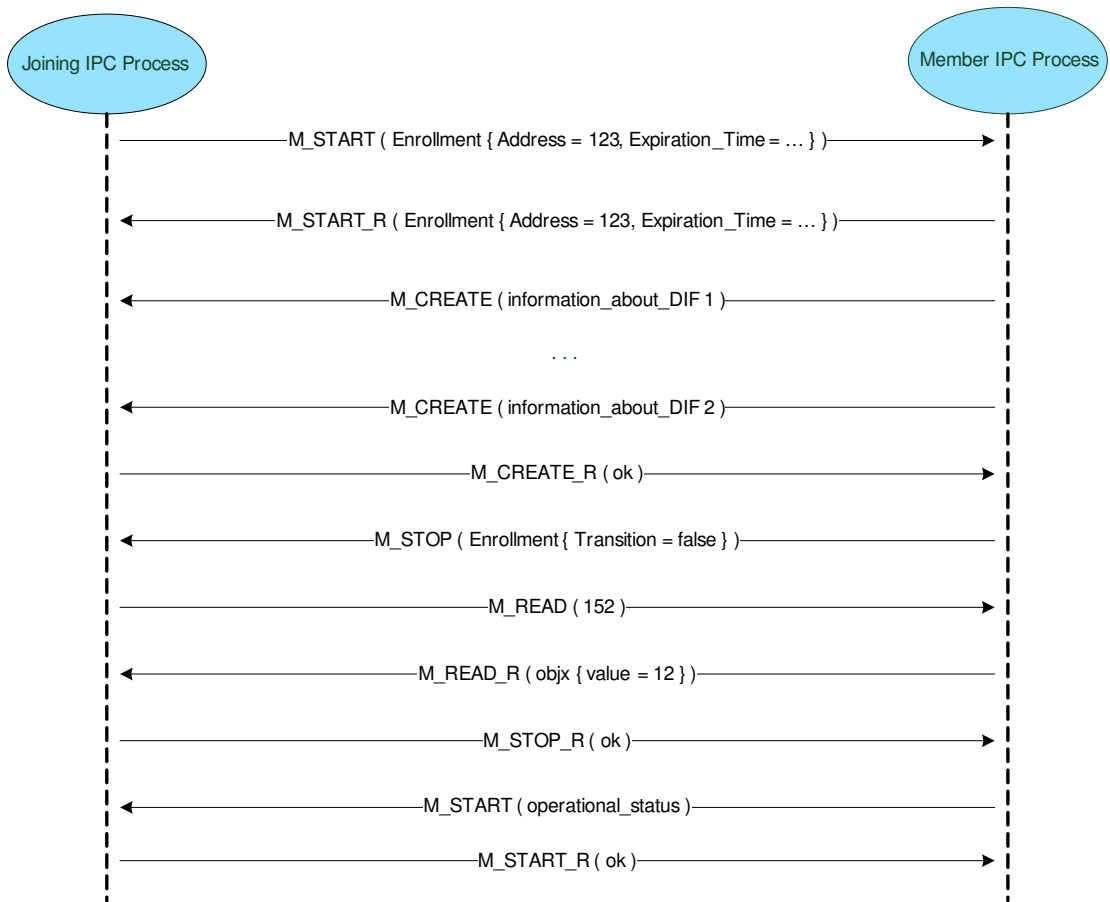 Joining IPC Process
Member IPC Process
M_START ( Enrollment { Address = 123, Expiration_Time = … } )
M_START_R ( Enrollment { Address = 123, Expiration_Time = … } )
M_CREATE ( information_about_DIF 1 )
. . .
M_CREATE ( information_about_DIF 2 )
M_CREATE_R ( ok )
M_STOP ( Enrollment { Transition = false } )
M_READ ( 152 )
M_READ_R ( objx { value = 12 } )
M_STOP_R ( ok )
M_START ( operational_status )
M_START_R ( ok )